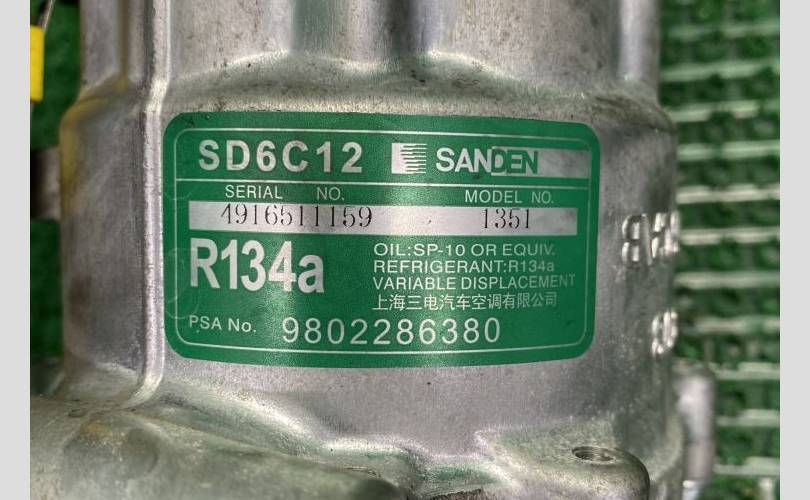 SD6C12 SANDEN
SERIAL NO. MODEL NO.
4916511159 1351
R134a
OIL:SP-10 OR EQUIV.
REFRIGERANT:R134a
VARIABLE DISPLACEMENT
上海三电汽车空调有限公司
PSA No. 9802286380